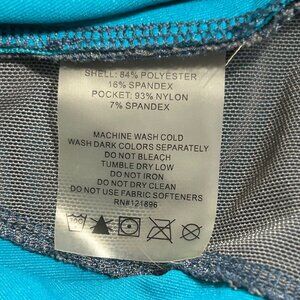 SHELL: 84% POLYESTER
16% SPANDEX
POCKET: 93% NYLON
7% SPANDEX
MACHINE WASH COLD
WASH DARK COLORS SEPARATELY
DO NOT BLEACH
TUMBLE DRY LOW
DO NOT IRON
DO NOT DRY CLEAN
DO NOT USE FABRIC SOFTENERS
RN#121896